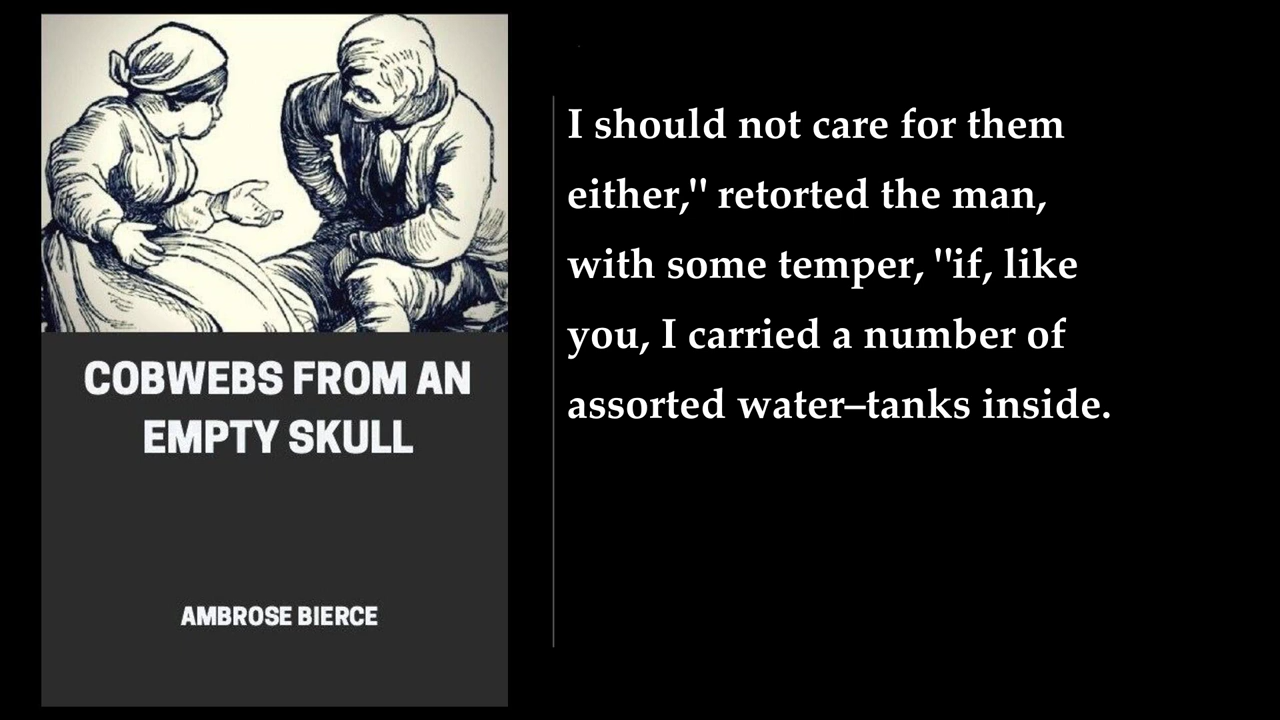 COBWEBS FROM AN
EMPTY SKULL
AMBROSE BIERCE
I should not care for them
either," retorted the man,
with some temper, "if, like
you, I carried a number of
assorted water–tanks inside.